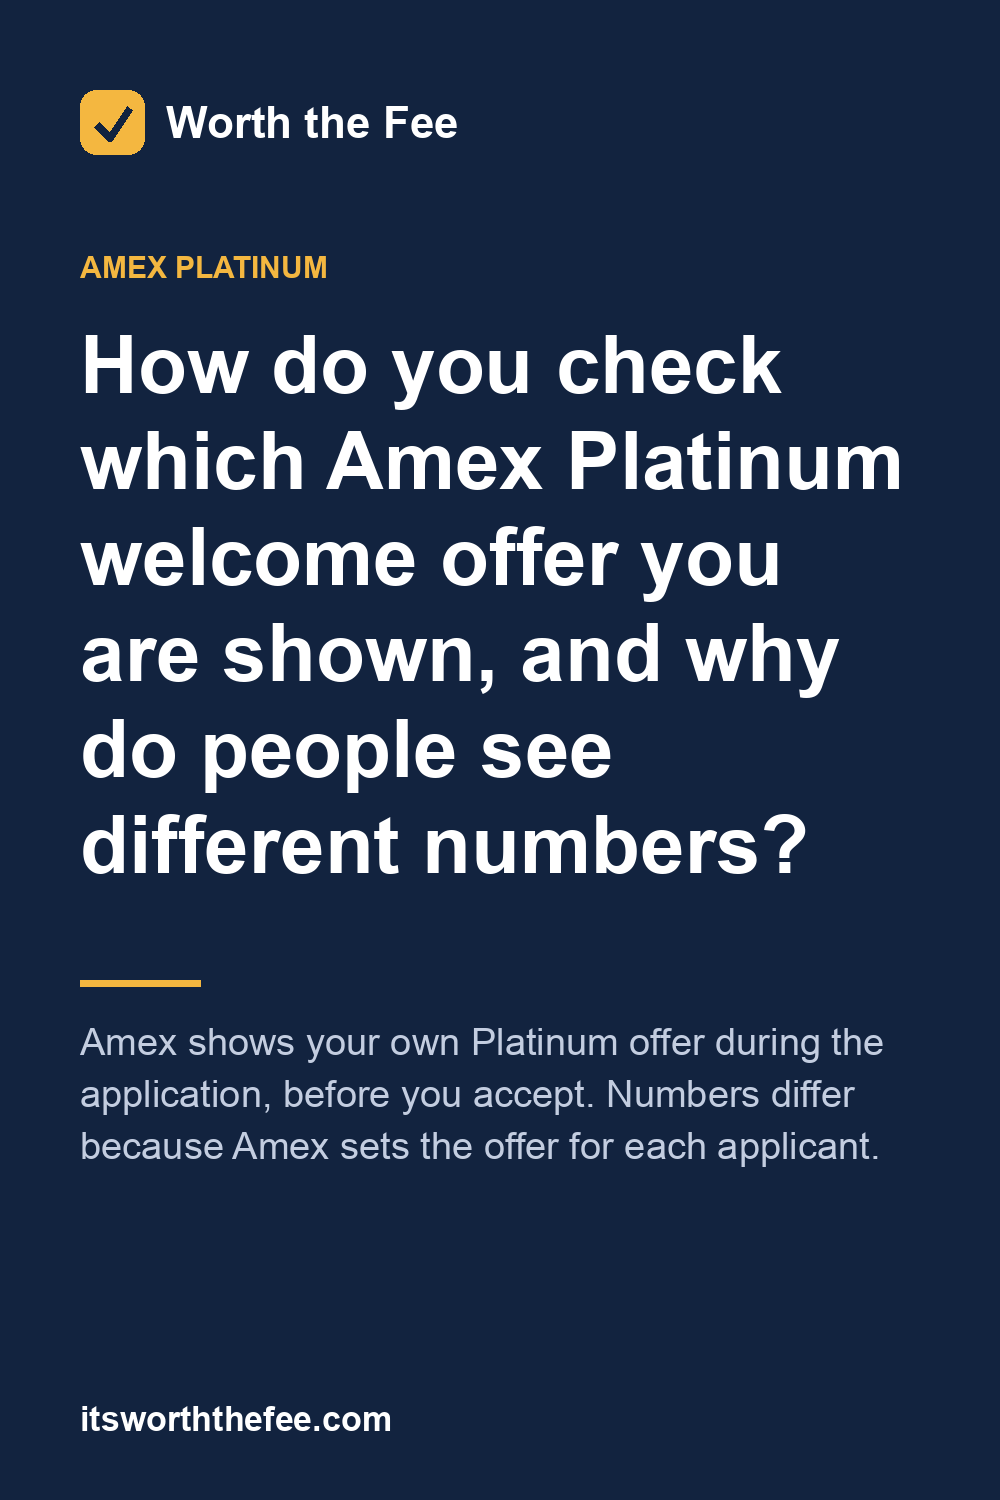 Worth the Fee
AMEX PLATINUM
How do you check
which Amex Platinum
welcome offer you
are shown, and why
do people see
different numbers?
Amex shows your own Platinum offer during the
application, before you accept. Numbers differ
because Amex sets the offer for each applicant.
itsworththefee.com